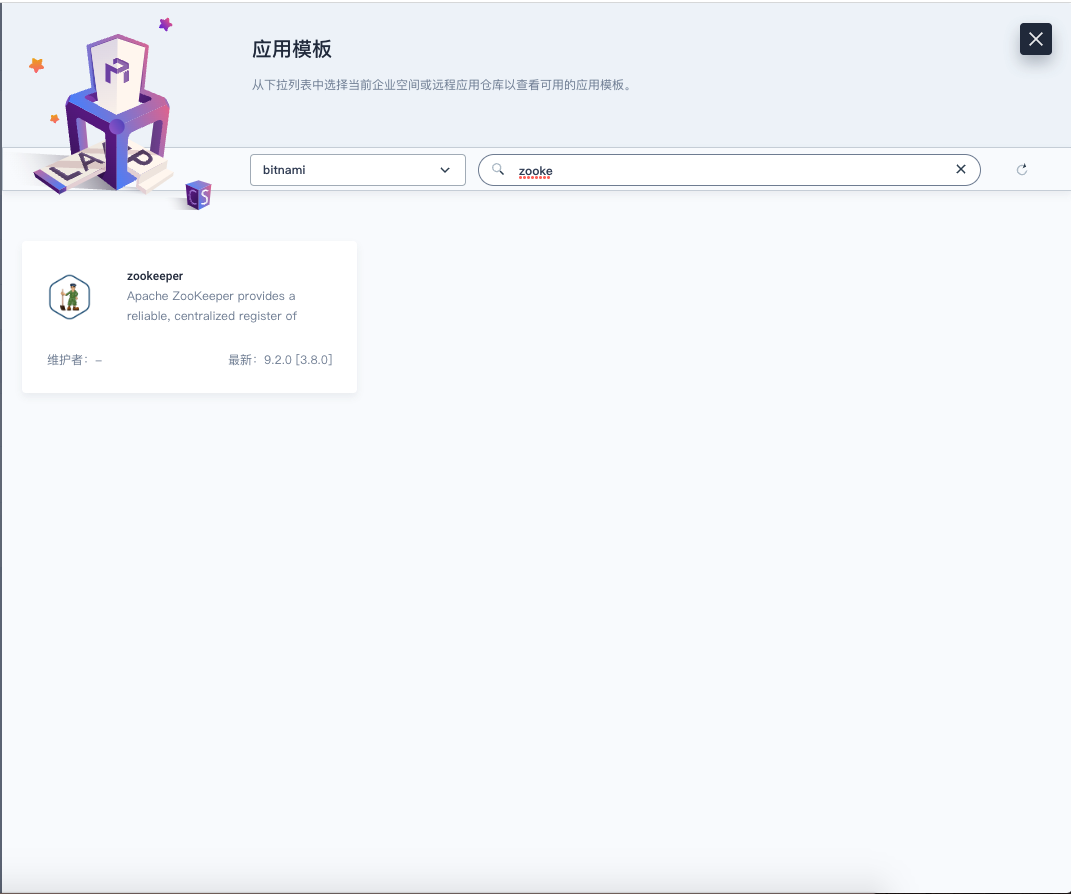 应用模板
从下拉列表中选择当前企业空间或远程应用仓库以查看可用的应用模板。
LAMP
bitnami
zooke
CS
zookeeper
Apache ZooKeeper provides a
reliable, centralized register of
维护者：-
最新：9.2.0 [3.8.0]